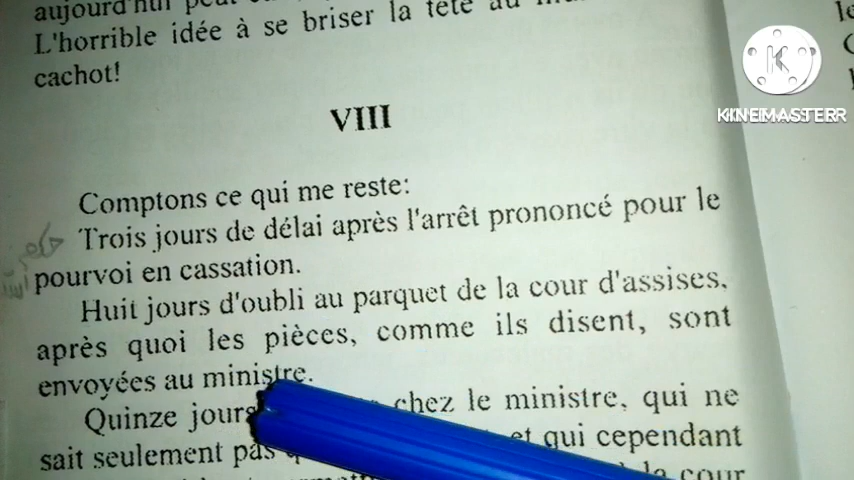 aujourd'hui
L'horrible idée à se briser la tête au
cachot!
VIII
Comptons ce qui me reste:
Trois jours de délai après l'arrêt prononcé pour le
pourvoi en cassation.
Huit jours d'oubli au parquet de la cour d'assises,
après quoi les pièces, comme ils disent, sont
envoyées au ministre.
Quinze jours chez le ministre, qui ne
sait seulement pas et qui cependant
la cour
K
KINEMASTER